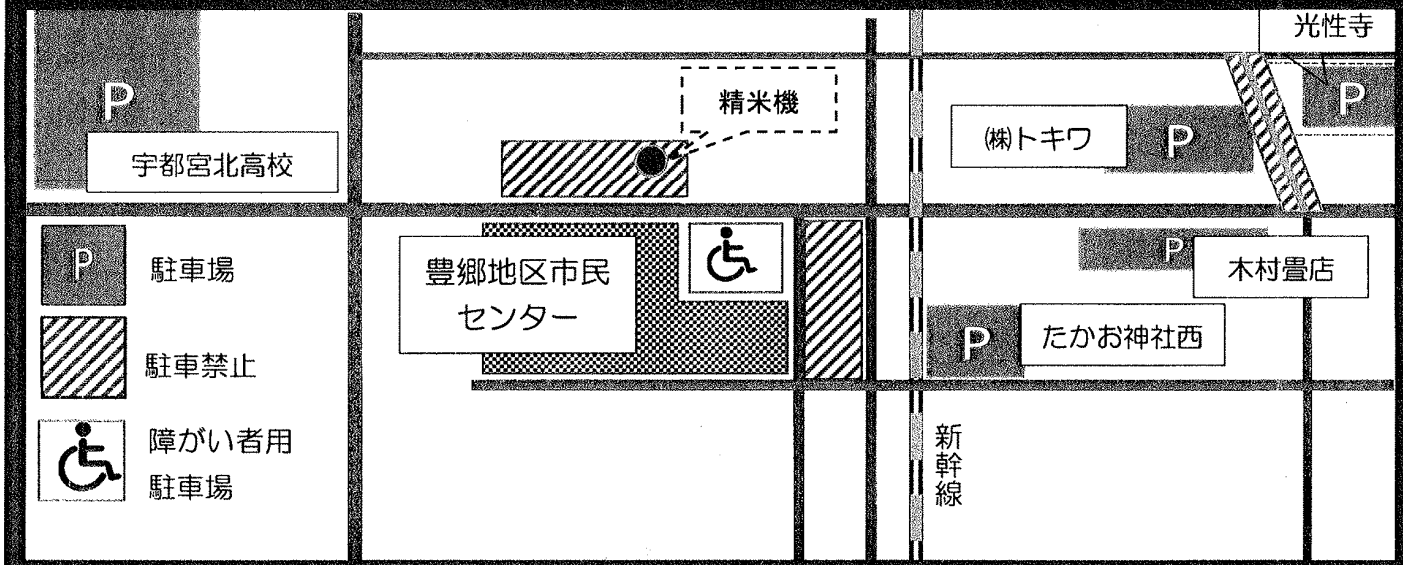 光性寺
P
P
精米機
㈱トキワ
P
宇都宮北高校
P
駐車場
豊郷地区市民
センター
P
木村畳店
駐車禁止
P
たかお神社西
障がい者用
駐車場
新幹線